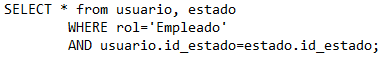 SELECT * from usuario, estado
WHERE rol='Empleado'
AND usuario.id_estado=estado.id_estado;